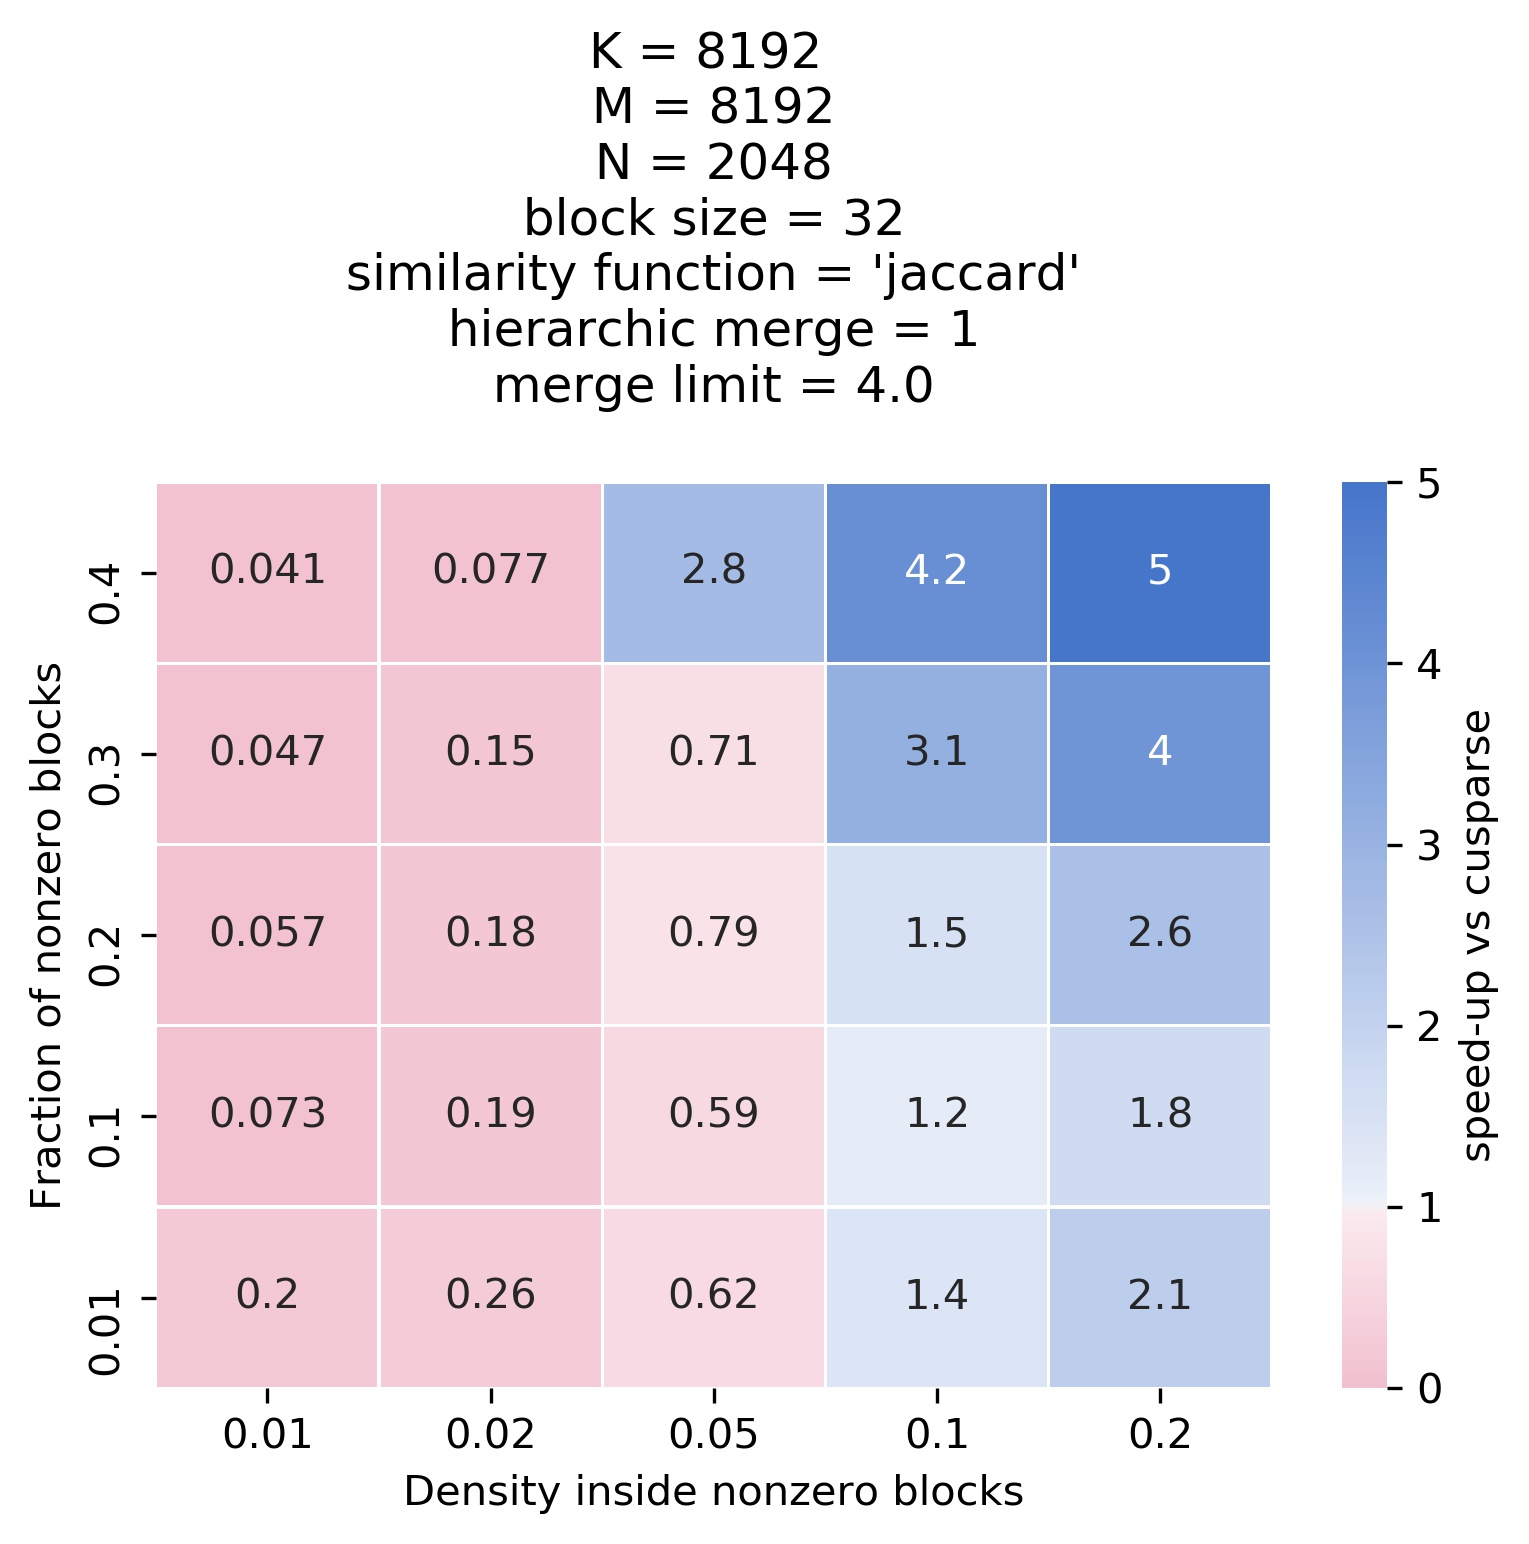 K = 8192
M = 8192
N = 2048
block size = 32
similarity function = 'jaccard'
hierarchic merge = 1
merge limit = 4.0
Fraction of nonzero blocks
0.4
0.041 0.077 2.8 4.2 5
0.3
0.047 0.15 0.71 3.1 4
0.2
0.057 0.18 0.79 1.5 2.6
0.1
0.073 0.19 0.59 1.2 1.8
0.01
0.2 0.26 0.62 1.4 2.1
0.01 0.02 0.05 0.1 0.2
Density inside nonzero blocks
5
4
3
2
1
0
speed-up vs cusparse